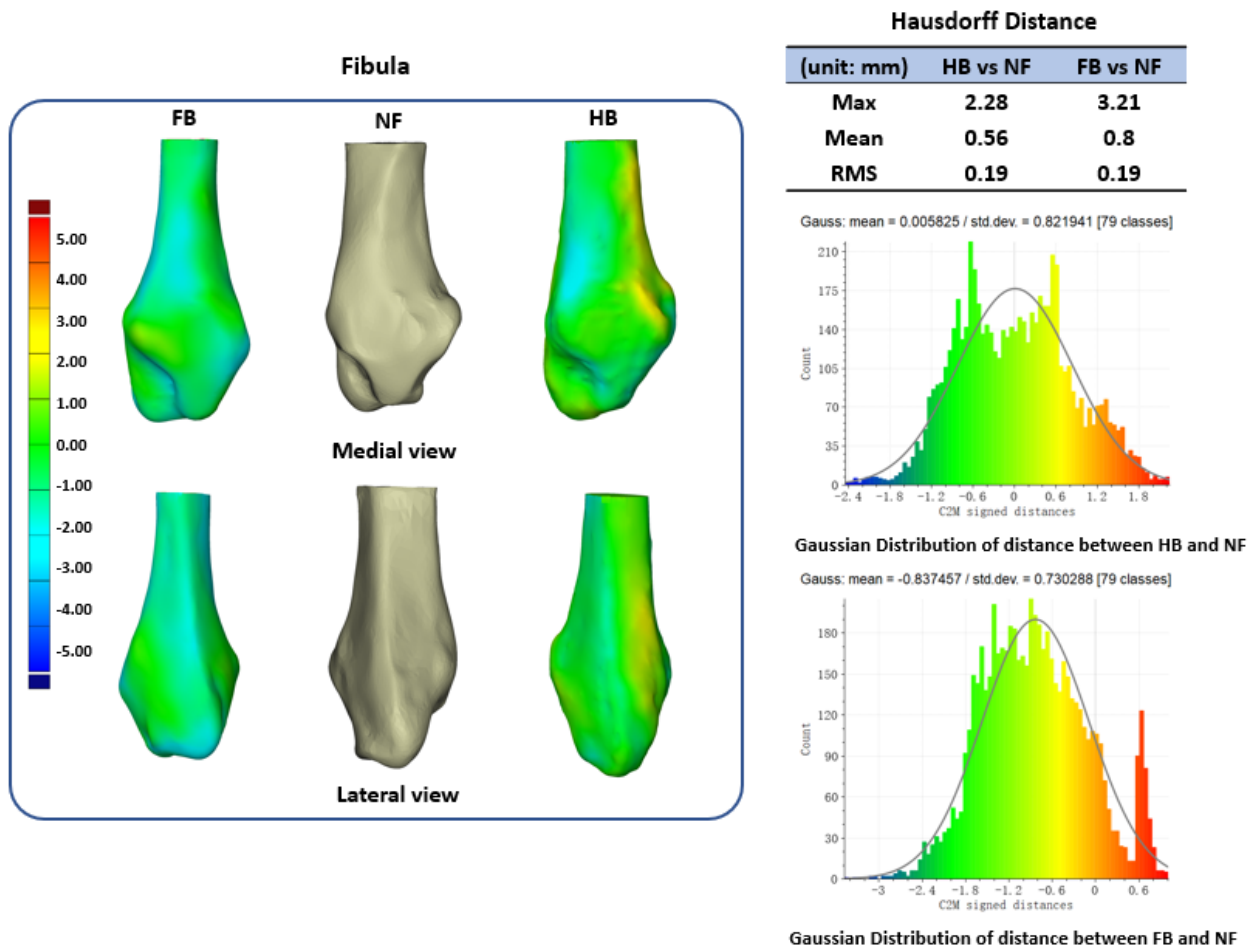 Fibula
FB
NF
HB
5.00
4.00
3.00
2.00
1.00
0.00
-1.00
-2.00
-3.00
-4.00
-5.00
Medial view
Lateral view
Hausdorff Distance
(unit: mm) HB vs NF FB vs NF
Max 2.28 3.21
Mean 0.56 0.8
RMS 0.19 0.19
Gauss: mean = 0.005825 / std.dev. = 0.821941 [79 classes]
210
175
140
105
70
35
0
Count
-2.4 -1.8 -1.2 -0.6 0 0.6 1.2 1.8
C2M signed distances
Gaussian Distribution of distance between HB and NF
Gauss: mean = -0.837457 / std.dev. = 0.730288 [79 classes]
180
150
120
90
60
30
0
Count
-3 -2.4 -1.8 -1.2 -0.6 0 0.6
C2M signed distances
Gaussian Distribution of distance between FB and NF